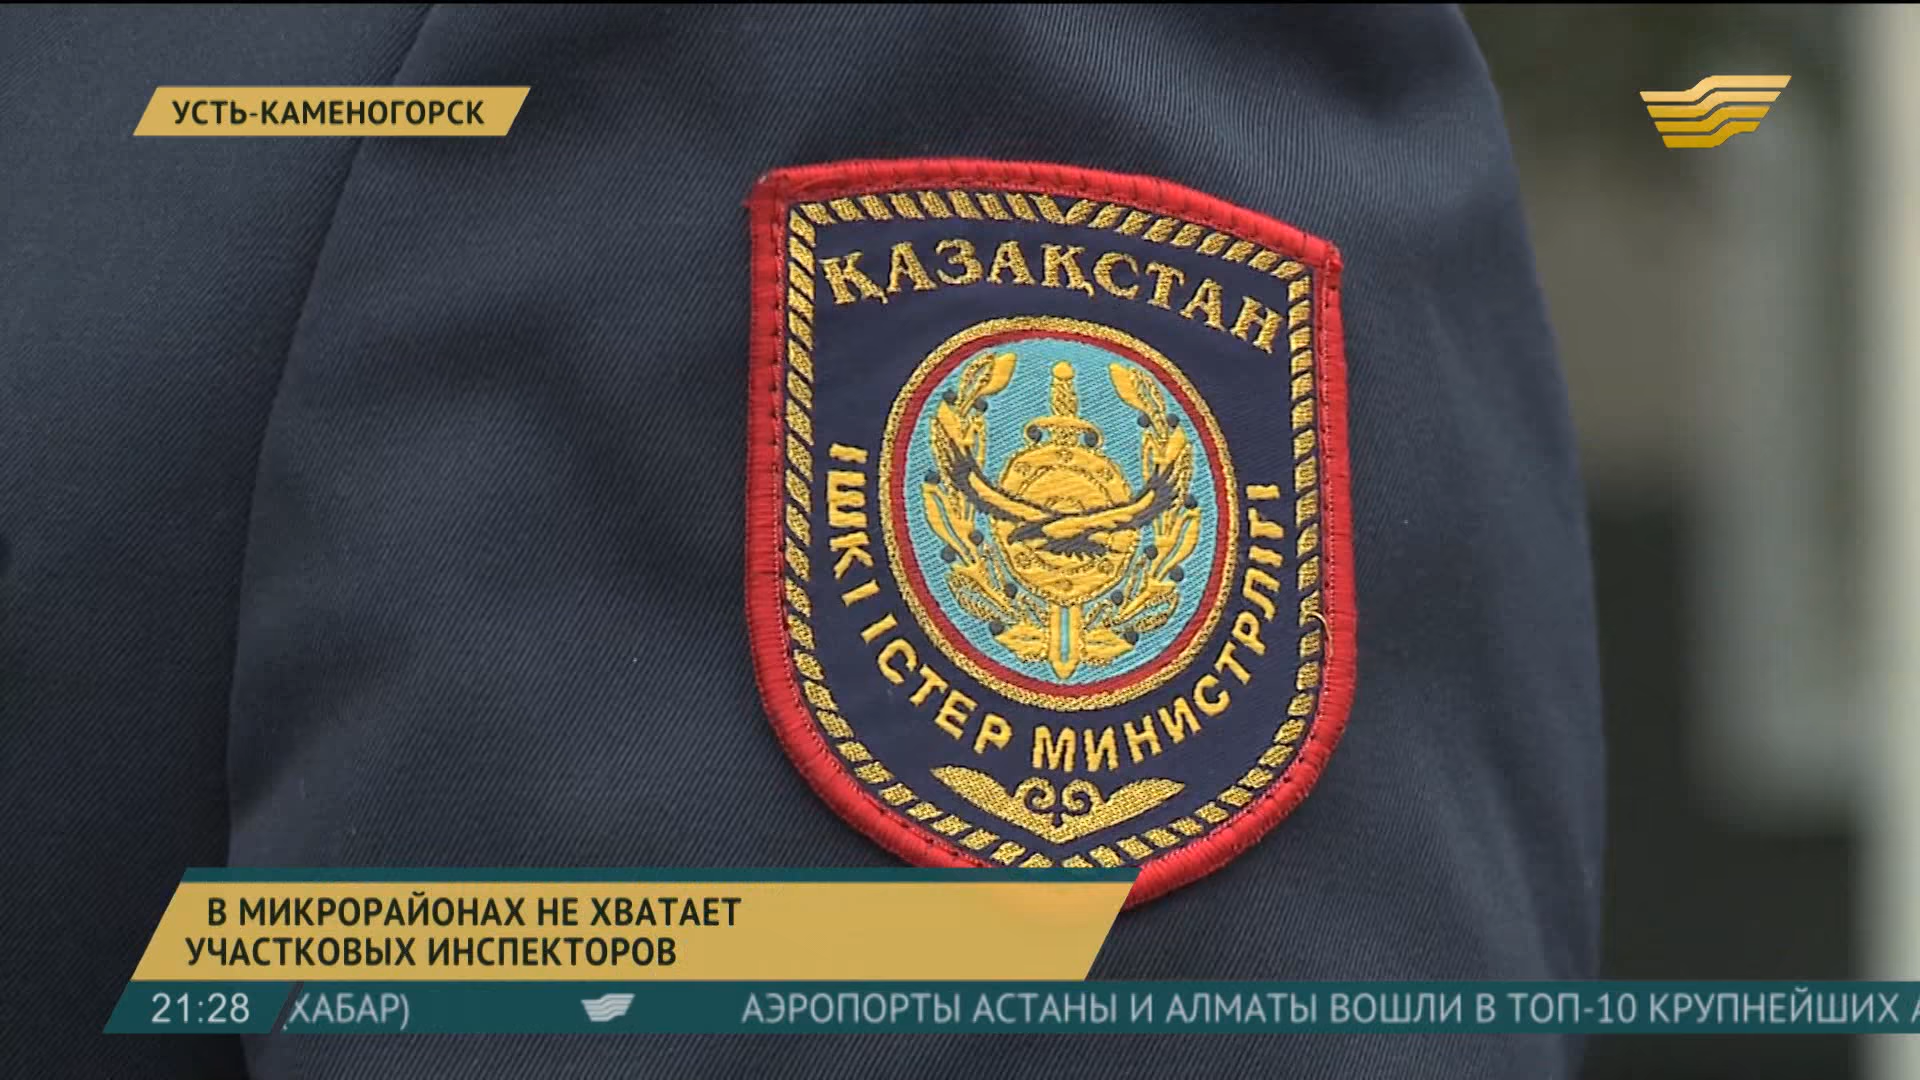 УСТЬ-КАМЕНОГОРСК
ҚАЗАҚСТАН
ІШКІ ІСТЕР МИНИСТРЛІГІ
В МИКРОРАЙОНАХ НЕ ХВАТАЕТ
УЧАСТКОВЫХ ИНСПЕКТОРОВ
21:28 (ХАБАР) АЭРОПОРТЫ АСТАНЫ И АЛМАТЫ ВОШЛИ В ТОП-10 КРУПНЕЙШИХ